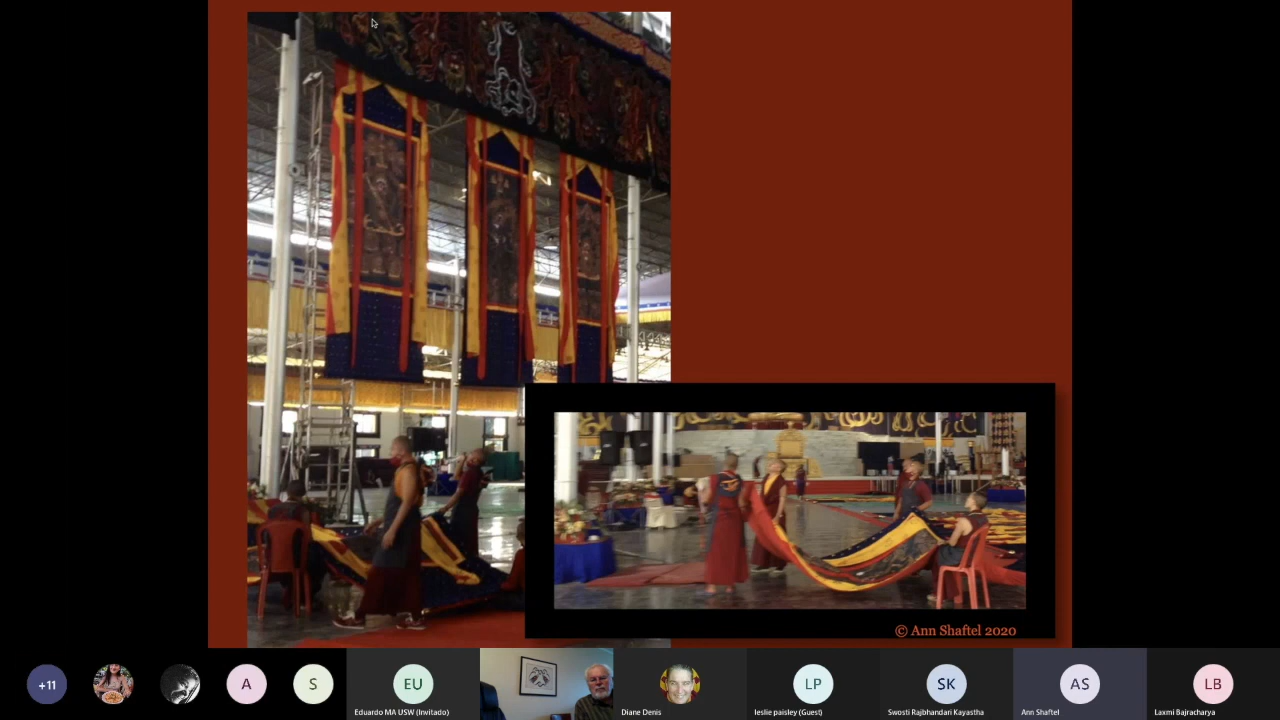 © Ann Shaftel 2020
+11
A
S
EU
Eduardo MA USW (Invitado)
Diane Denis
LP
leslie paisley (Guest)
SK
Swosti Rajbhandari Kayastha
AS
Ann Shaftel
LB
Laxmi Bajracharya